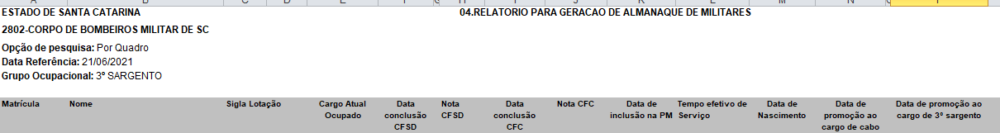 ESTADO DE SANTA CATARINA
04.RELATORIO PARA GERACAO DE ALMANAQUE DE MILITARES
2802-CORPO DE BOMBEIROS MILITAR DE SC
Opção de pesquisa: Por Quadro
Data Referência: 21/06/2021
Grupo Ocupacional: 3º SARGENTO
Matrícula
Nome
Sigla Lotação
Cargo Atual
Ocupado
Data
conclusão
CFSD
Nota
CFSD
Data
conclusão
CFC
Nota CFC
Data de
inclusão na PM
Tempo efetivo de
Serviço
Data de
Nascimento
Data de
promoção ao
cargo de cabo
Data de promoção ao
cargo de 3º sargento